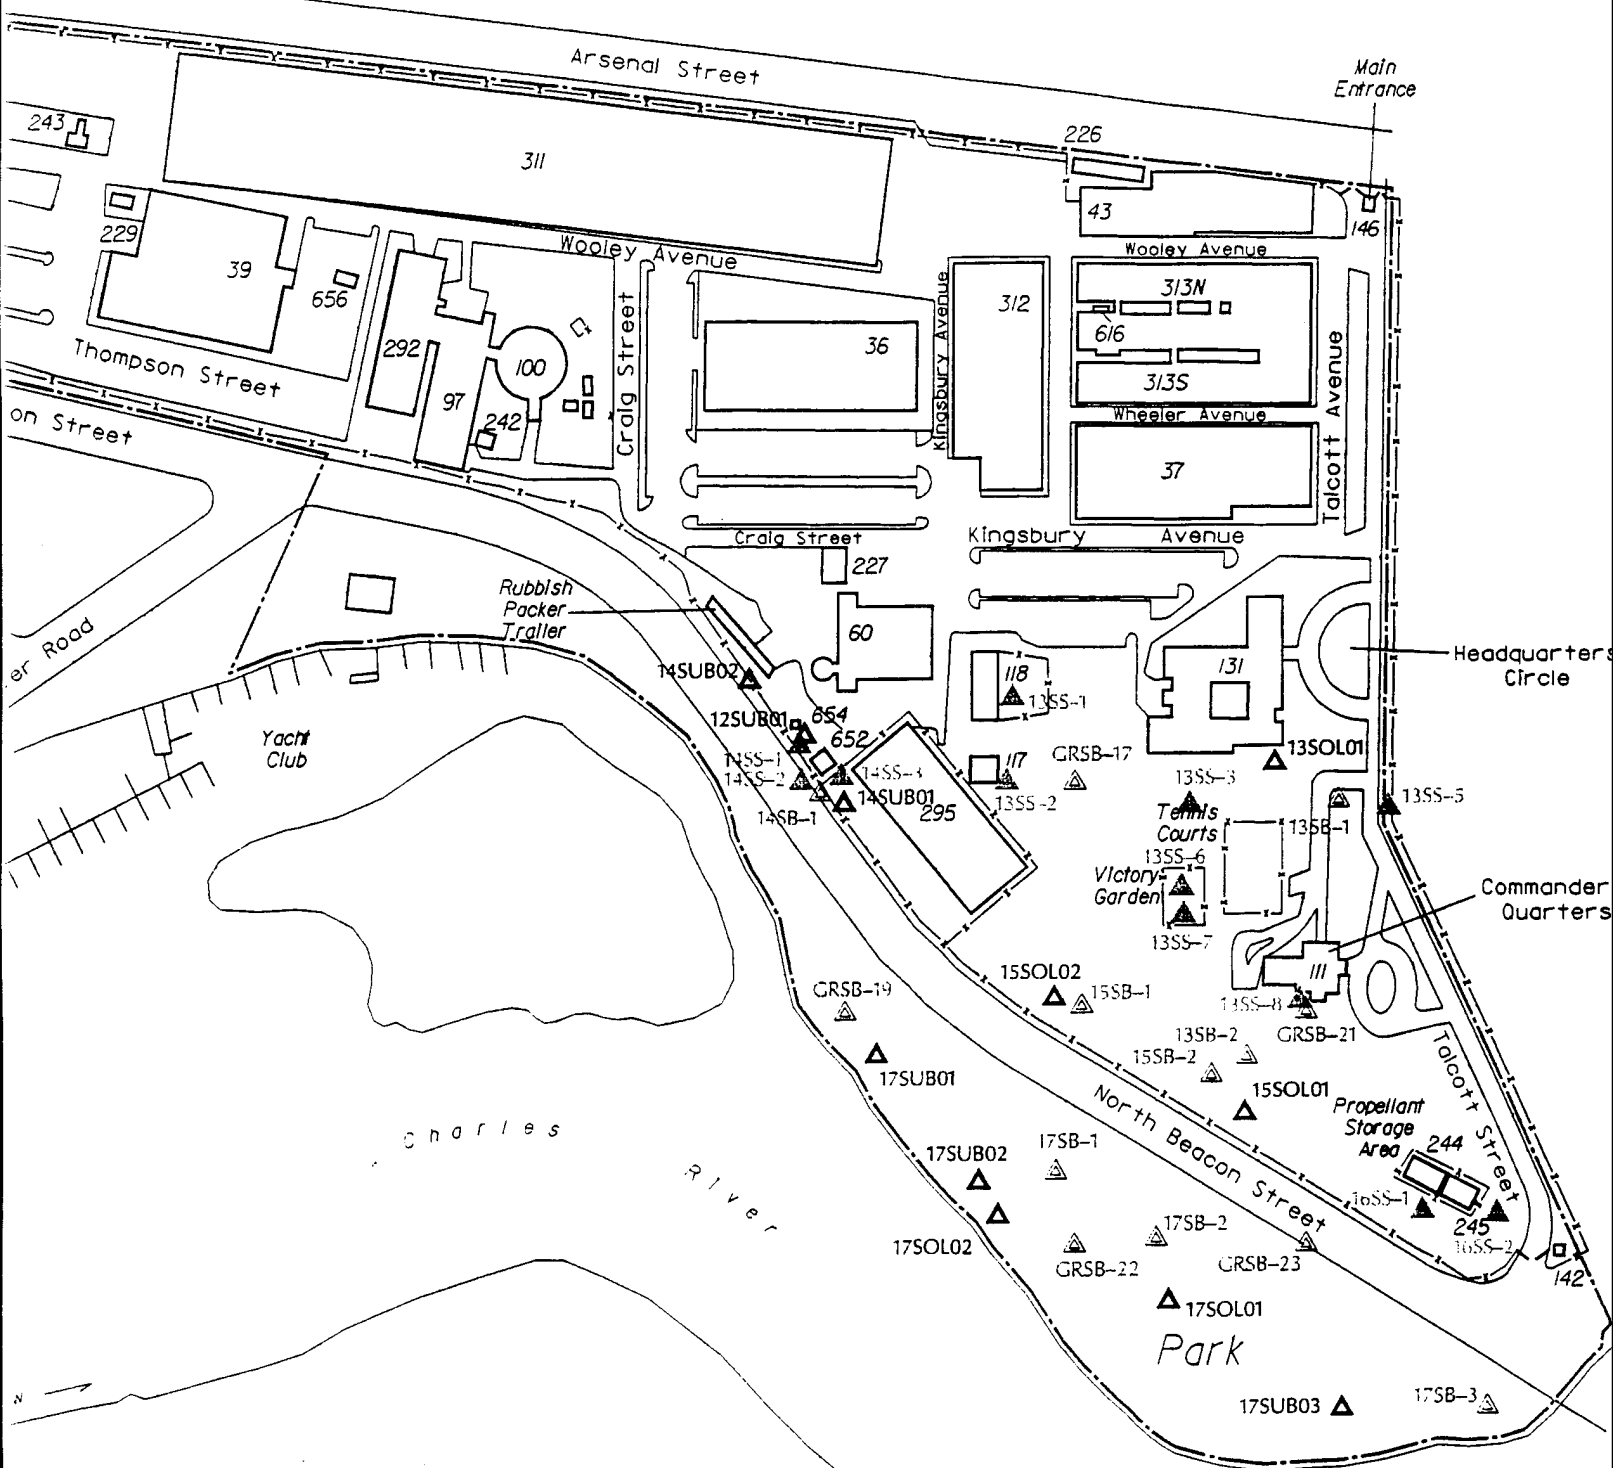 Arsenal Street
Main
Entrance
243
226
311
43
146
229
Wooley Avenue
Wooley Avenue
39
656
312
313N
616
292
100
36
Kingsbury Avenue
Craig Street
Talcott Avenue
Thompson Street
313S
97
242
Wheeler Avenue
on Street
37
Craig Street
Kingsbury Avenue
227
Rubbish
Packer
Trailer
60
er Road
131
Headquarters
Circle
118
13SS-1
14SUB02
12SUB01
654
652
Yacht
Club
14SS-1
14SS-2
14SS-3
14SUB01
14SB-1
295
117
GRSB-17
13SS-2
13SOL01
13SS-3
Tennis
Courts
13SB-1
13SS-5
13SS-6
Victory
Garden
13SS-7
Commander
Quarters
111
15SOL02
15SB-1
GRSB-19
13SS-8
GRSB-21
13SB-2
15SB-2
17SUB01
15SOL01
North Beacon Street
Talcott Street
Propellant
Storage
Area
244
Charles
River
17SUB02
17SB-1
16SS-1
245
16SS-2
17SOL02
17SB-2
GRSB-22
GRSB-23
142
17SOL01
Park
17SUB03
17SB-3
N